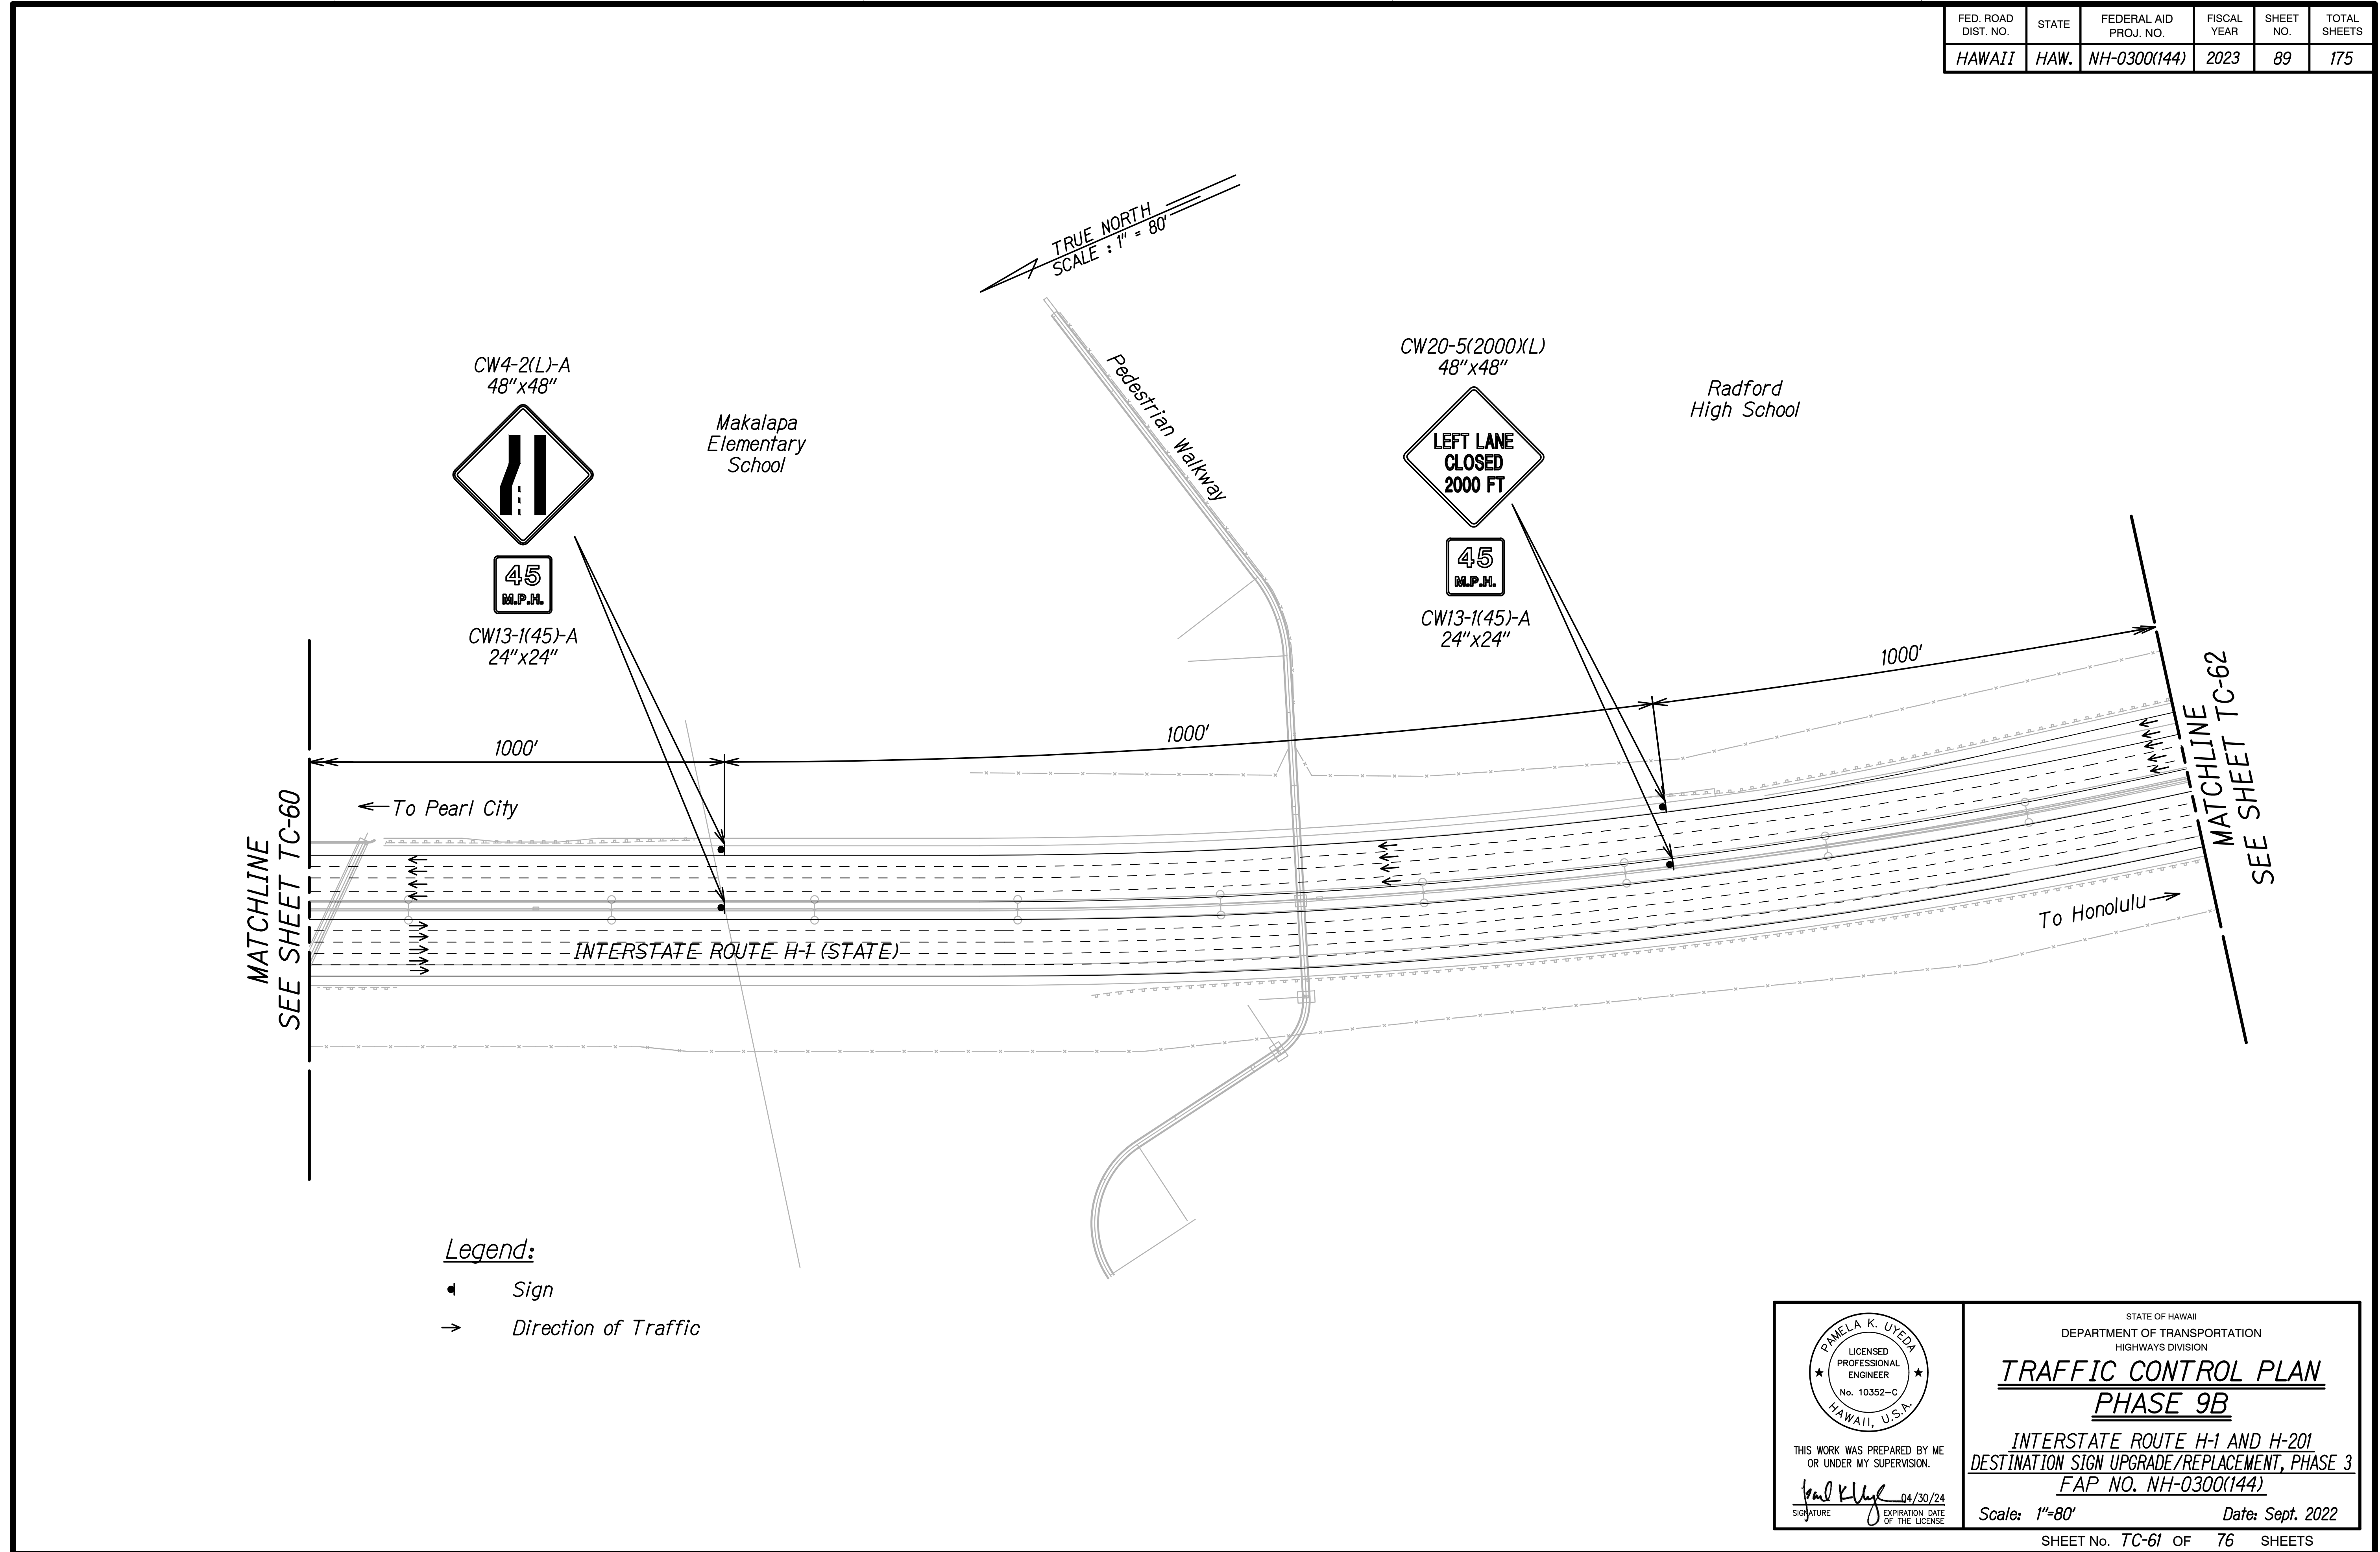 FED. ROAD DIST. NO.
STATE
FEDERAL AID PROJ. NO.
FISCAL YEAR
SHEET NO.
TOTAL SHEETS
HAWAII
HAW.
NH-0300(144)
2023
89
175
TRUE NORTH
SCALE : 1" = 80'
CW4-2(L)-A
48"x48"
45
M.P.H.
CW13-1(45)-A
24"x24"
Makalapa
Elementary
School
Pedestrian Walkway
CW20-5(2000)(L)
48"x48"
LEFT LANE
CLOSED
2000 FT
45
M.P.H.
CW13-1(45)-A
24"x24"
Radford
High School
1000'
1000'
1000'
MATCHLINE
SEE SHEET TC-60
To Pearl City
INTERSTATE ROUTE H-1 (STATE)
To Honolulu
MATCHLINE
SEE SHEET TC-62
Legend:
Sign
Direction of Traffic
PAMELA K. UYEDA
LICENSED
PROFESSIONAL
ENGINEER
No. 10352-C
HAWAII, U.S.A.
THIS WORK WAS PREPARED BY ME
OR UNDER MY SUPERVISION.
04/30/24
SIGNATURE
EXPIRATION DATE
OF THE LICENSE
STATE OF HAWAII
DEPARTMENT OF TRANSPORTATION
HIGHWAYS DIVISION
TRAFFIC CONTROL PLAN
PHASE 9B
INTERSTATE ROUTE H-1 AND H-201
DESTINATION SIGN UPGRADE/REPLACEMENT, PHASE 3
FAP NO. NH-0300(144)
Scale: 1"=80'
Date: Sept. 2022
SHEET No. TC-61 OF 76 SHEETS